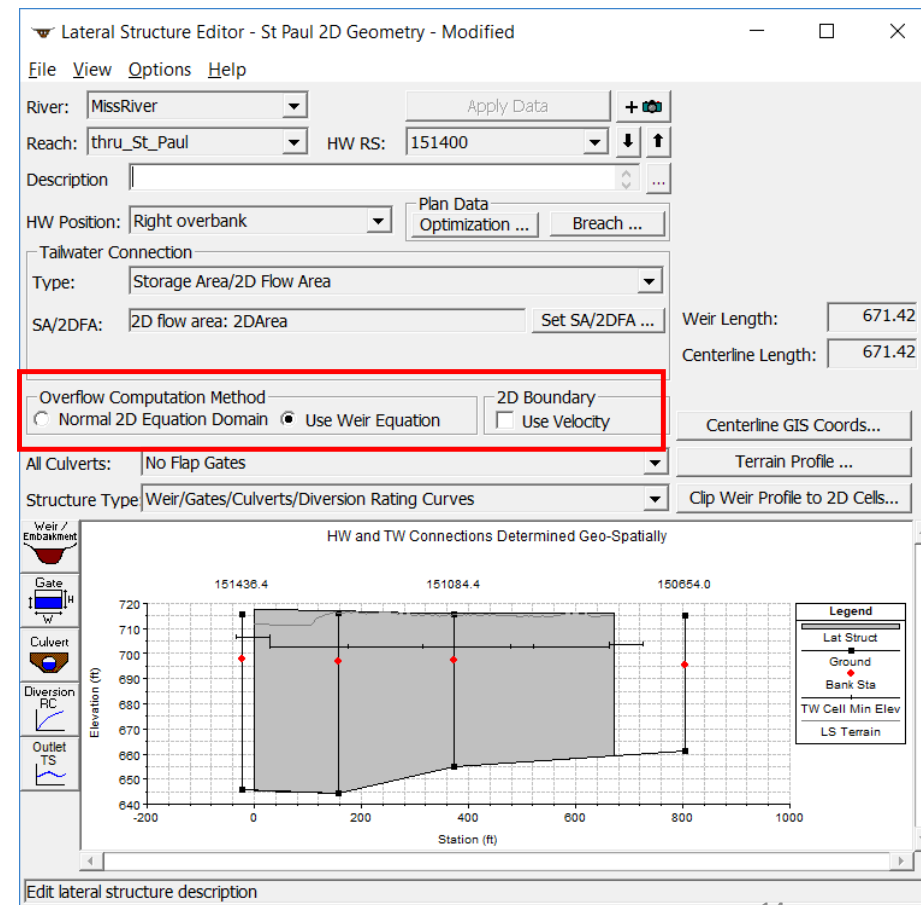 Lateral Structure Editor - St Paul 2D Geometry - Modified
File View Options Help
River: MissRiver Apply Data +
Reach: thru_St_Paul HW RS: 151400
Description ...
HW Position: Right overbank
Plan Data
Optimization ... Breach ...
Tailwater Connection
Type: Storage Area/2D Flow Area
SA/2DFA: 2D flow area: 2DArea Set SA/2DFA ...
Weir Length: 671.42
Centerline Length: 671.42
Overflow Computation Method
Normal 2D Equation Domain Use Weir Equation
2D Boundary
Use Velocity
Centerline GIS Coords...
All Culverts: No Flap Gates
Terrain Profile ...
Structure Type Weir/Gates/Culverts/Diversion Rating Curves
Clip Weir Profile to 2D Cells...
Weir /
Embankment
Gate
H
W
Culvert
Diversion
RC
Outlet
TS
HW and TW Connections Determined Geo-Spatially
151436.4 151084.4 150654.0
720
710
700
690
680
670
660
650
640
Elevation (ft)
-200 0 200 400 600 800 1000
Station (ft)
Legend
Lat Struct
Ground
Bank Sta
TW Cell Min Elev
LS Terrain
Edit lateral structure description